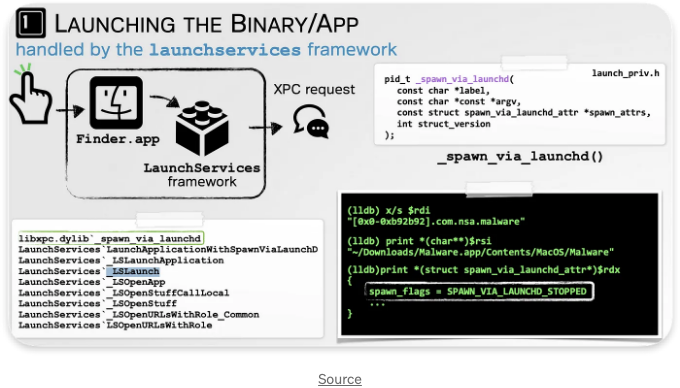 1 LAUNCHING THE BINARY/APP
handled by the launchservices framework
Finder.app
LaunchServices
framework
XPC request
launch_priv.h
pid_t _spawn_via_launchd(
const char *label,
const char *const *argv,
const struct spawn_via_launchd_attr *spawn_attrs,
int struct_version
);
_spawn_via_launchd()
libxpc.dylib`_spawn_via_launchd
LaunchServices`LaunchApplicationWithSpawnViaLaunchD
LaunchServices`_LSLaunchApplication
LaunchServices`_LSLaunch
LaunchServices`_LSOpenApp
LaunchServices`_LSOpenStuffCallLocal
LaunchServices`_LSOpenStuff
LaunchServices`_LSOpenURLsWithRole_Common
LaunchServices`LSOpenURLsWithRole
(lldb) x/s $rdi
"[0x0-0xb92b92].com.nsa.malware"
(lldb) print *(char**)$rsi
"~/Downloads/Malware.app/Contents/MacOS/Malware"
(lldb)print *(struct spawn_via_launchd_attr*)$rdx
{
spawn_flags = SPAWN_VIA_LAUNCHD_STOPPED
...
}
Source